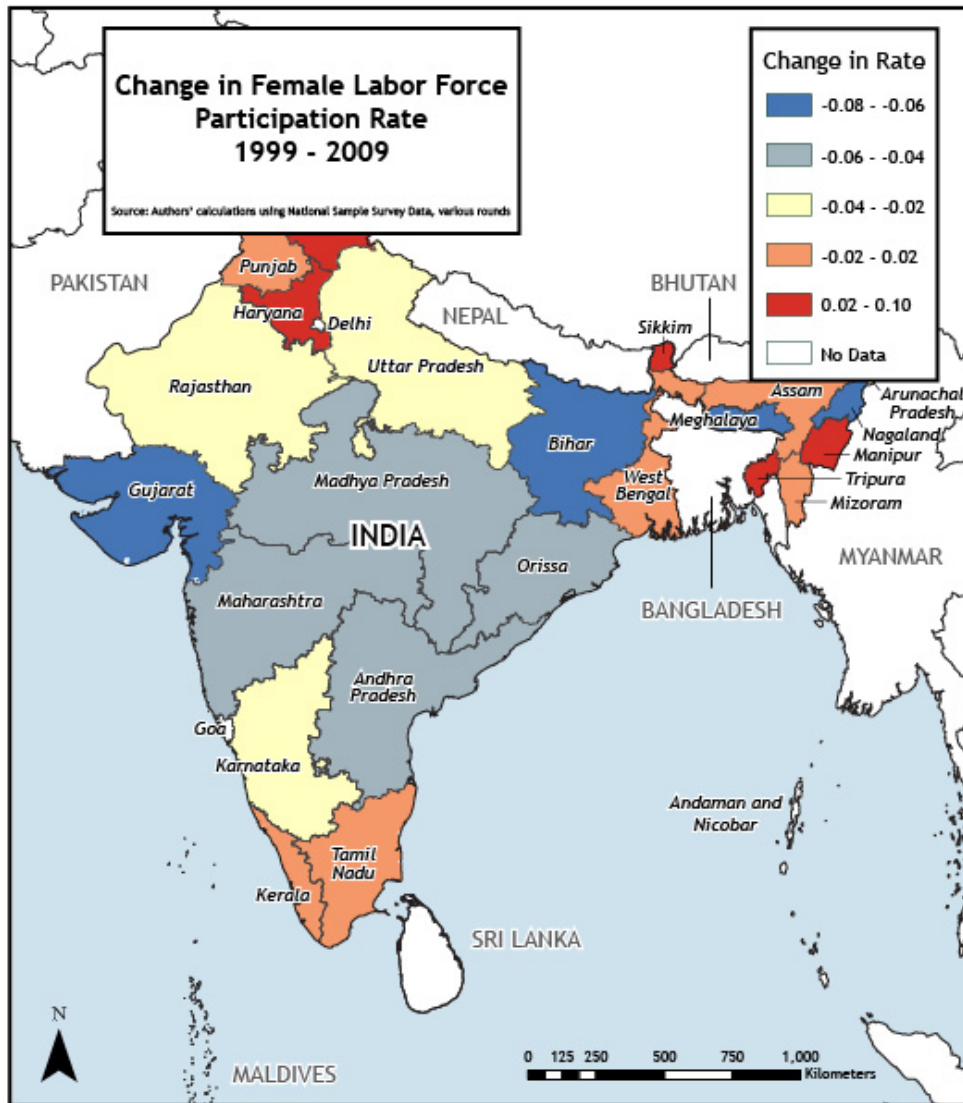 Change in Female Labor Force
Participation Rate
1999 - 2009
Source: Authors' calculations using National Sample Survey Data, various rounds
Change in Rate
-0.08 - -0.06
-0.06 - -0.04
-0.04 - -0.02
-0.02 - 0.02
0.02 - 0.10
No Data
PAKISTAN
Punjab
Haryana
Delhi
NEPAL
BHUTAN
Sikkim
Rajasthan
Uttar Pradesh
Assam
Arunachal
Pradesh
Meghalaya
Nagaland
Manipur
Tripura
Mizoram
Bihar
West
Bengal
Gujarat
Madhya Pradesh
INDIA
Orissa
MYANMAR
Maharashtra
BANGLADESH
Andhra
Pradesh
Goa
Karnataka
Andaman and
Nicobar
Tamil
Nadu
Kerala
SRI LANKA
N
MALDIVES
0 125 250 500 750 1,000
Kilometers